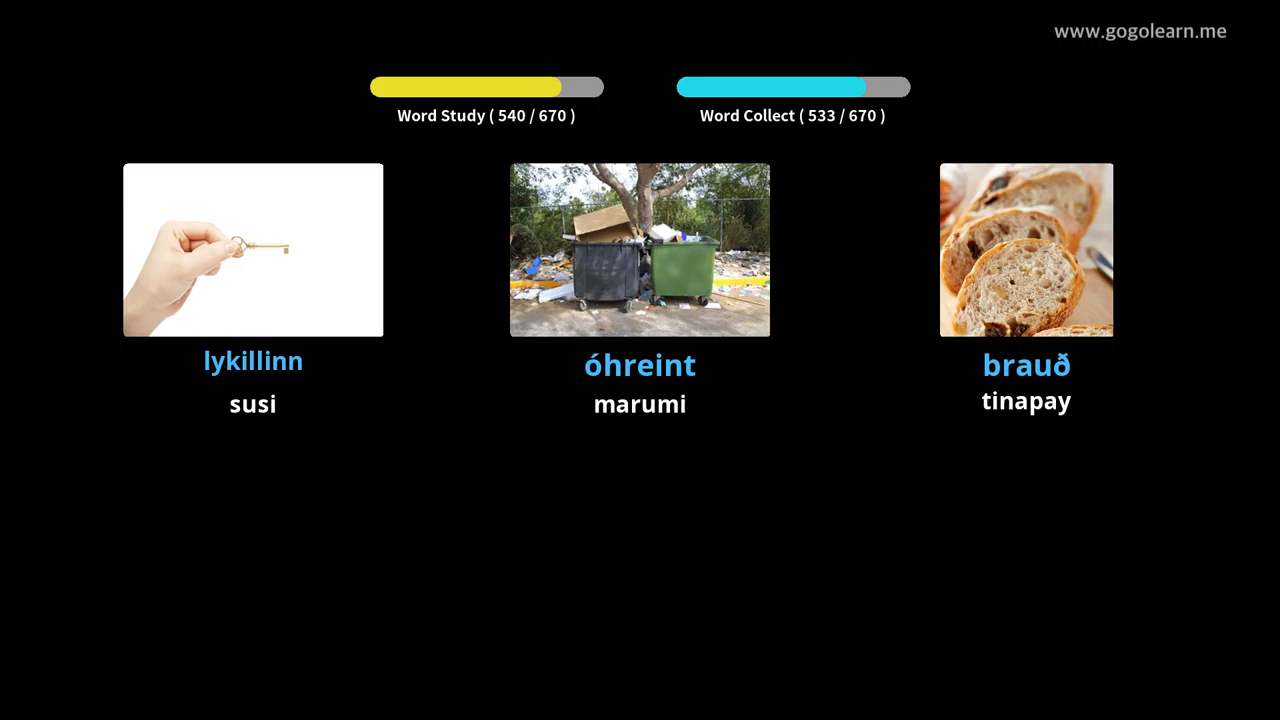 www.gogolearn.me
Word Study ( 540 / 670 )
Word Collect ( 533 / 670 )
lykillinn
susi
óhreint
marumi
brauð
tinapay